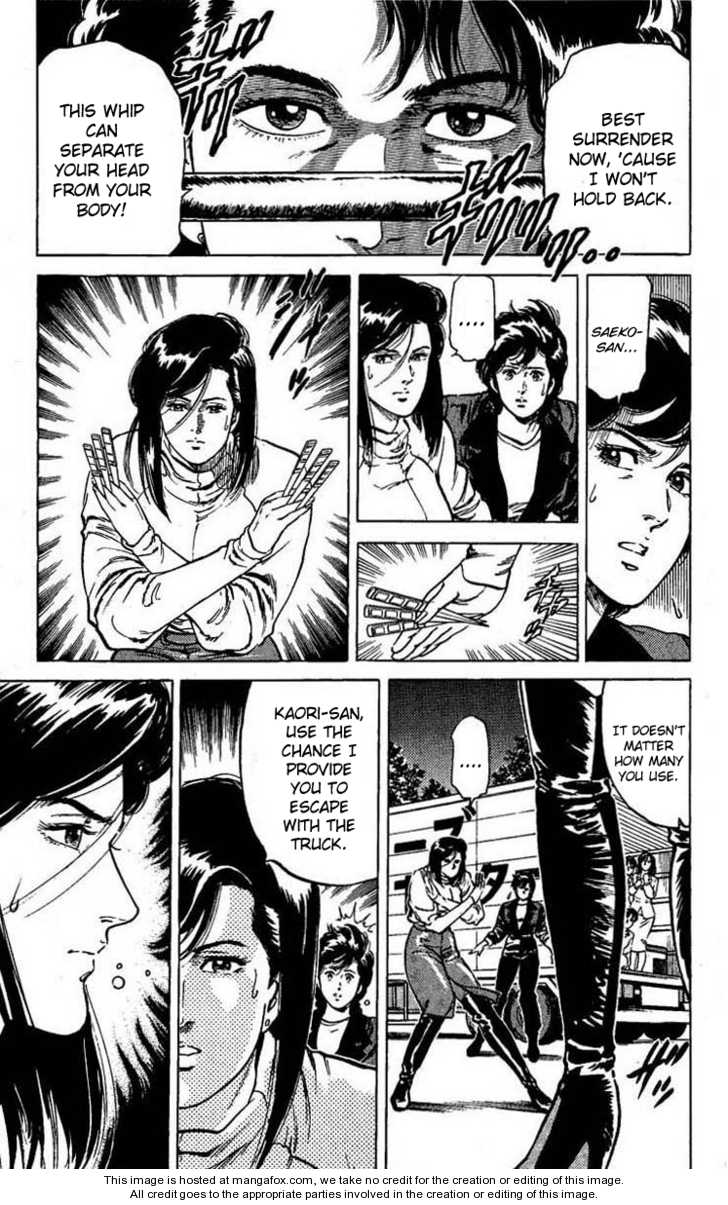 BEST
SURRENDER
NOW, 'CAUSE
I WON'T
HOLD BACK.
THIS WHIP
CAN
SEPARATE
YOUR HEAD
FROM YOUR
BODY!
SAEKO-
SAN...
....
IT DOESN'T
MATTER
HOW MANY
YOU USE.
....
KAORI-SAN,
USE THE
CHANCE I
PROVIDE
YOU TO
ESCAPE
WITH THE
TRUCK.
This image is hosted at mangafox.com, we take no credit for the creation or editing of this image.
All credit goes to the appropriate parties involved in the creation or editing of this image.